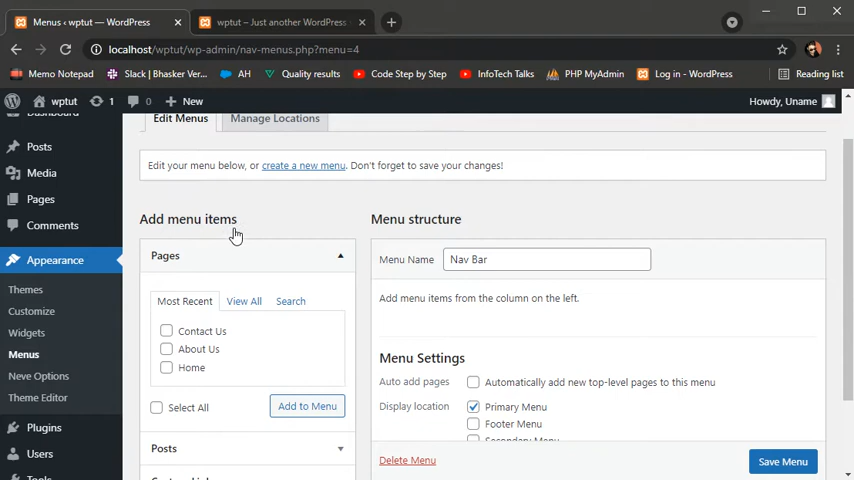 Menus ‹ wptut — WordPress
wptut – Just another WordPress
localhost/wptut/wp-admin/nav-menus.php?menu=4
Memo Notepad
Slack | Bhasker Ver...
AH
Quality results
Code Step by Step
InfoTech Talks
PHP MyAdmin
Log in - WordPress
Reading list
wptut
1
0
New
Howdy, Uname
Dashboard
Posts
Media
Pages
Comments
Appearance
Themes
Customize
Widgets
Menus
Neve Options
Theme Editor
Plugins
Users
Tools
Edit Menus
Manage Locations
Edit your menu below, or create a new menu. Don't forget to save your changes!
Add menu items
Pages
Most Recent
View All
Search
Contact Us
About Us
Home
Select All
Add to Menu
Posts
Menu structure
Menu Name
Nav Bar
Add menu items from the column on the left.
Menu Settings
Auto add pages
Automatically add new top-level pages to this menu
Display location
Primary Menu
Footer Menu
Secondary Menu
Delete Menu
Save Menu